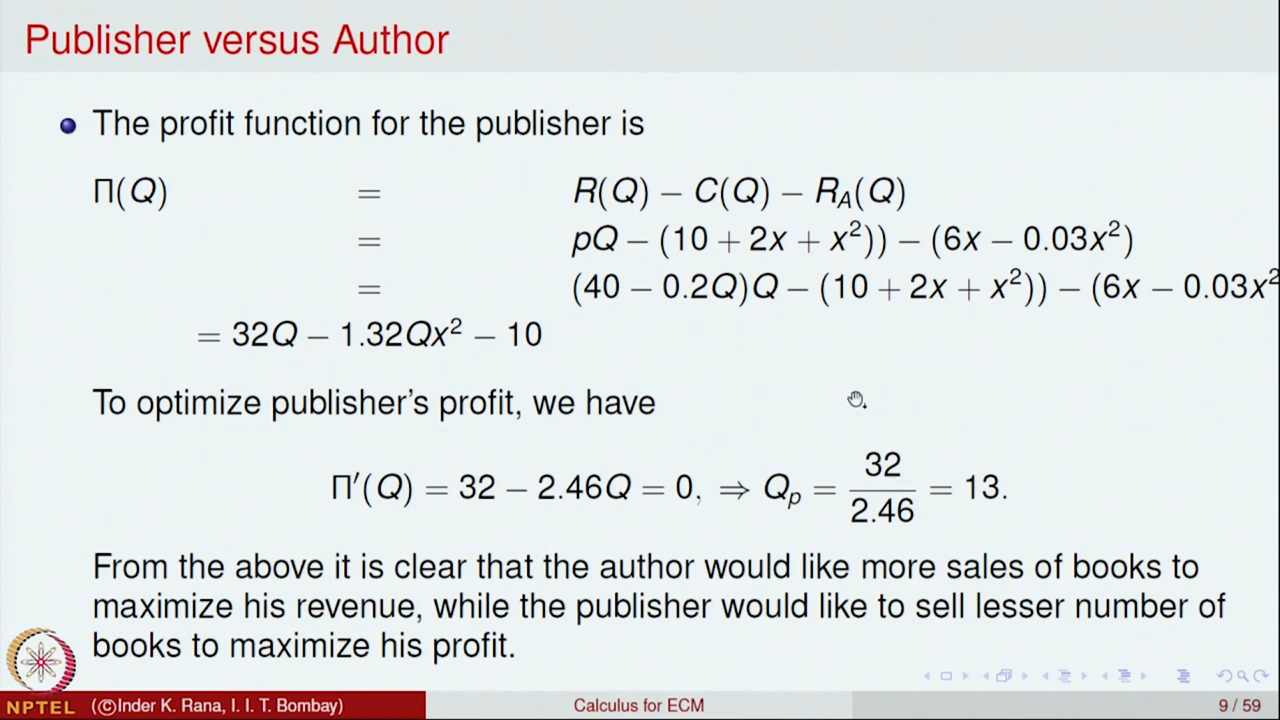 Publisher versus Author
The profit function for the publisher is
Π(Q) = R(Q) − C(Q) − R_A(Q)
= pQ − (10 + 2x + x²)) − (6x − 0.03x²)
= (40 − 0.2Q)Q − (10 + 2x + x²)) − (6x − 0.03x²
= 32Q − 1.32Qx² − 10
To optimize publisher's profit, we have
Π′(Q) = 32 − 2.46Q = 0, ⇒ Q_p = 32/2.46 = 13.
From the above it is clear that the author would like more sales of books to
maximize his revenue, while the publisher would like to sell lesser number of
books to maximize his profit.
NPTEL (©Inder K. Rana, I. I. T. Bombay) Calculus for ECM 9 / 59